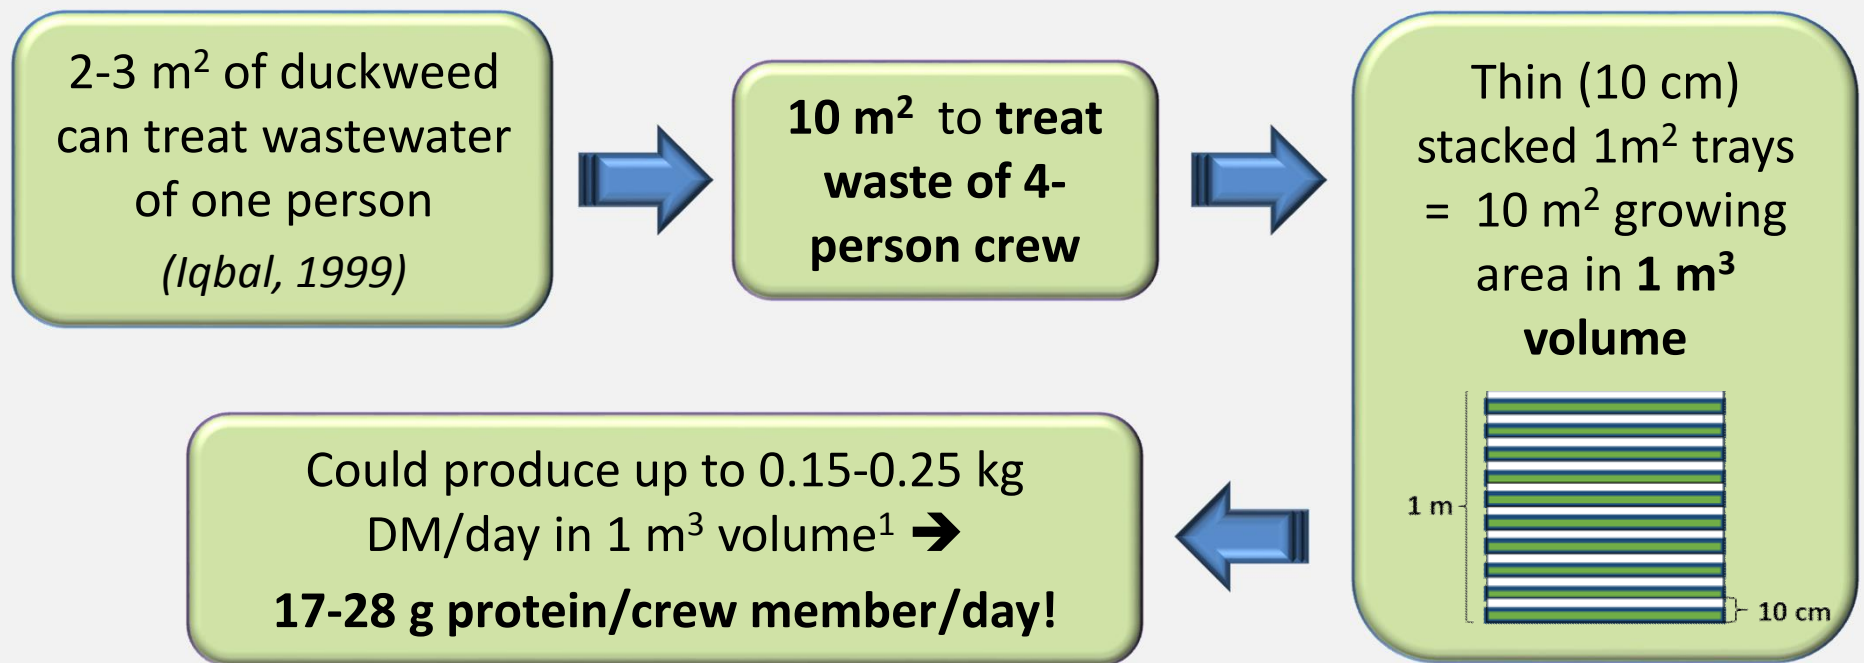 2-3 m² of duckweed
can treat wastewater
of one person
(Iqbal, 1999)
10 m² to treat
waste of 4-
person crew
Thin (10 cm)
stacked 1m² trays
= 10 m² growing
area in 1 m³
volume
1 m
10 cm
Could produce up to 0.15-0.25 kg
DM/day in 1 m³ volume¹ ➔
17-28 g protein/crew member/day!